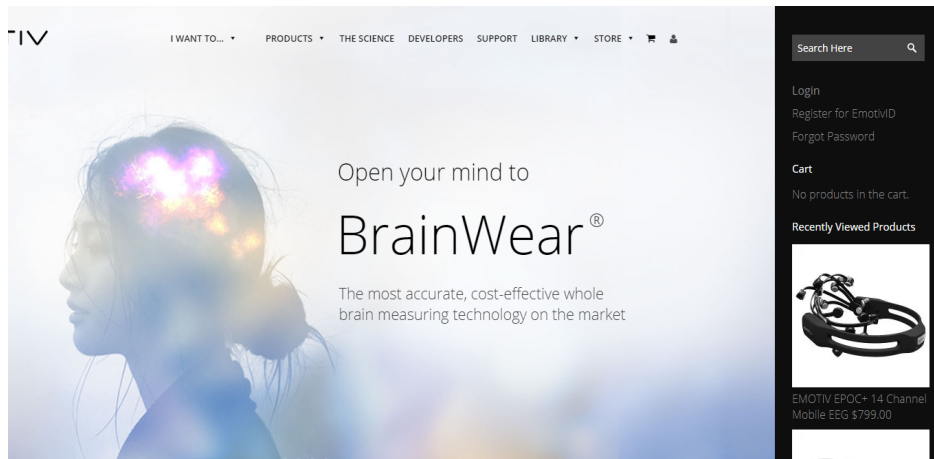 I WANT TO...
PRODUCTS
THE SCIENCE
DEVELOPERS
SUPPORT
LIBRARY
STORE
Open your mind to
BrainWear®
The most accurate, cost-effective whole
brain measuring technology on the market
Search Here
Login
Register for EmotivID
Forgot Password
Cart
No products in the cart.
Recently Viewed Products
EMOTIV EPOC+ 14 Channel
Mobile EEG $799.00